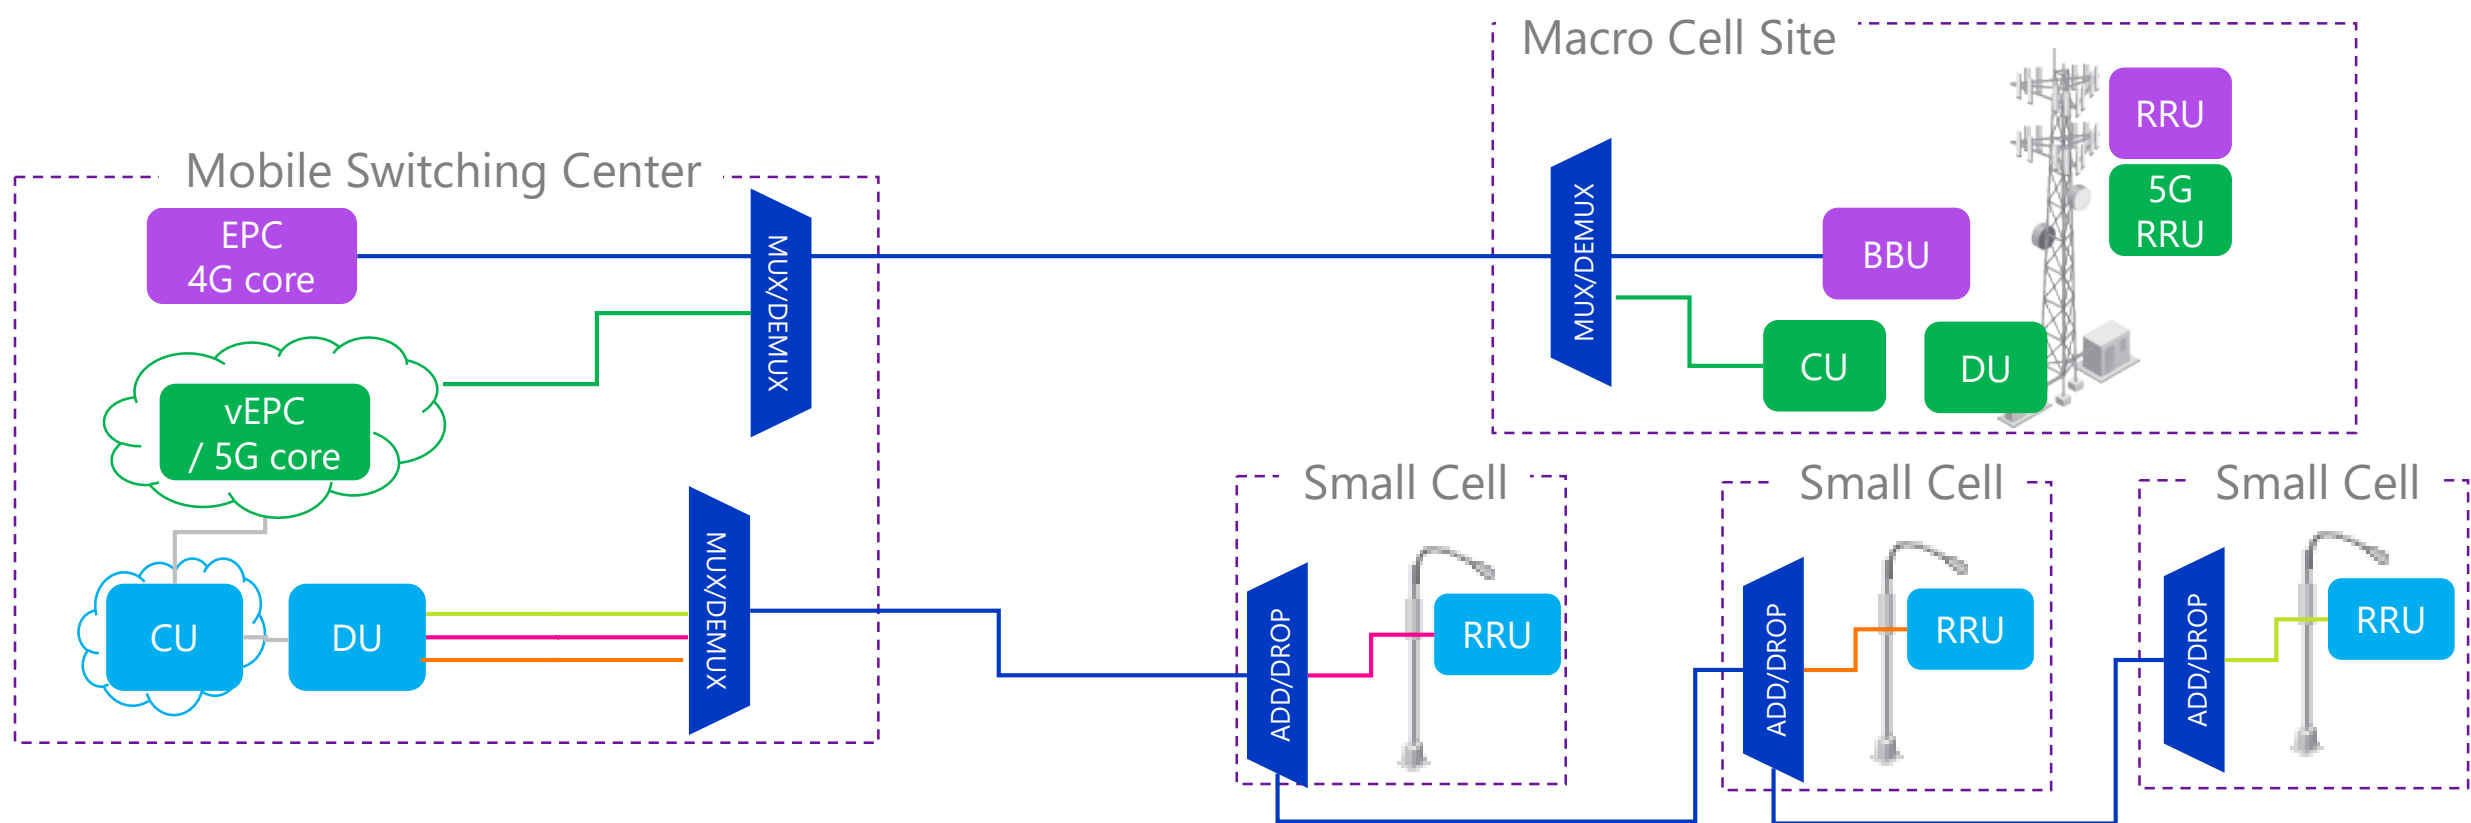 Macro Cell Site
RRU
5G
RRU
MUX/DEMUX
BBU
CU
DU
Mobile Switching Center
EPC
4G core
MUX/DEMUX
vEPC
/ 5G core
CU
DU
MUX/DEMUX
Small Cell
ADD/DROP
RRU
Small Cell
ADD/DROP
RRU
Small Cell
ADD/DROP
RRU